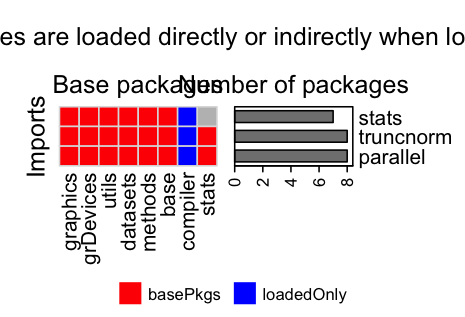 es are loaded directly or indirectly when lo
Base packages
Number of packages
Imports
stats
truncnorm
parallel
0 2 4 6 8
graphics
grDevices
utils
datasets
methods
base
compiler
stats
basePkgs loadedOnly